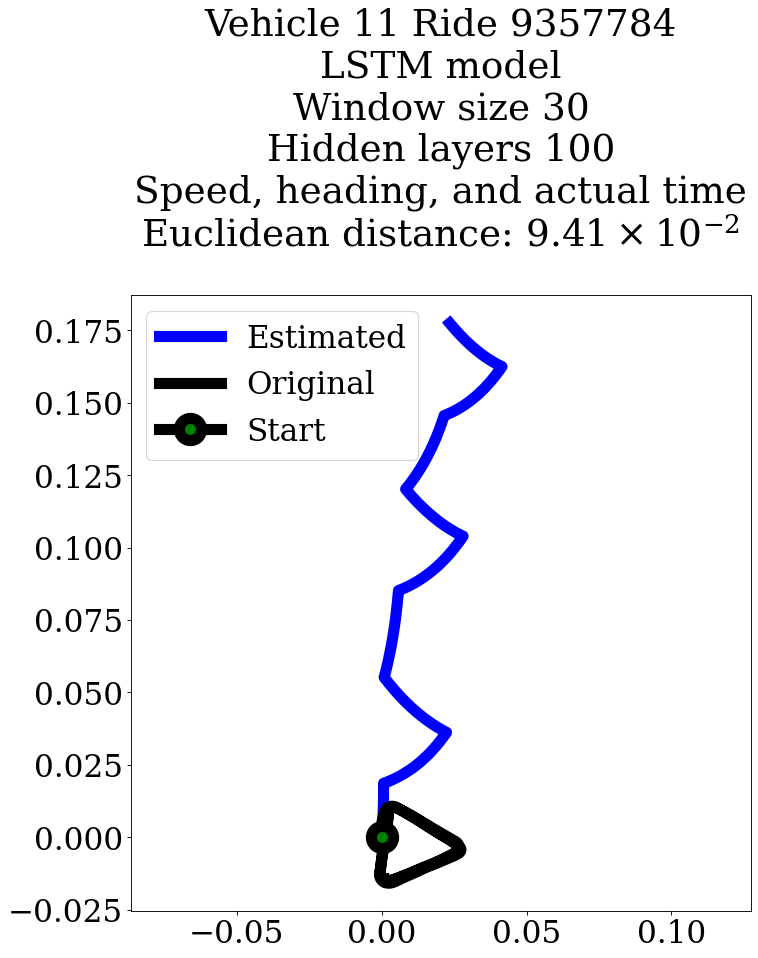 Vehicle 11 Ride 9357784
LSTM model
Window size 30
Hidden layers 100
Speed, heading, and actual time
Euclidean distance: 9.41 × 10⁻²
Estimated
Original
Start
0.175
0.150
0.125
0.100
0.075
0.050
0.025
0.000
−0.025
−0.05 0.00 0.05 0.10